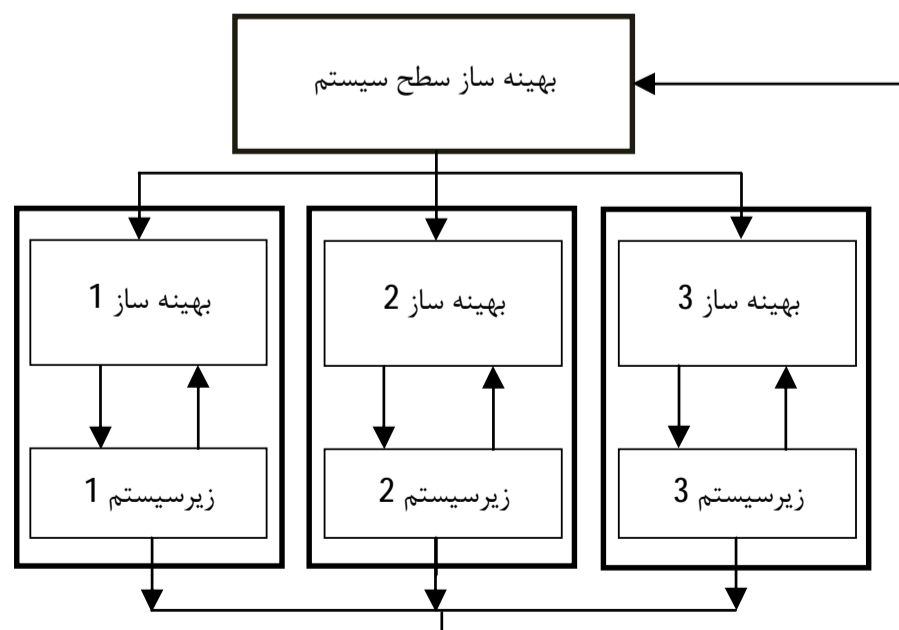 بهینه ساز سطح سیستم
بهینه ساز 1
بهینه ساز 2
بهینه ساز 3
زیرسیستم 1
زیرسیستم 2
زیرسیستم 3